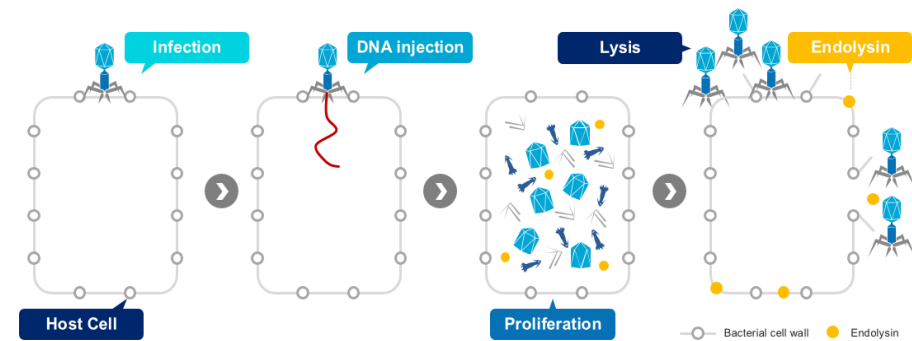 Infection
DNA injection
Lysis
Endolysin
Host Cell
Proliferation
Bacterial cell wall
Endolysin